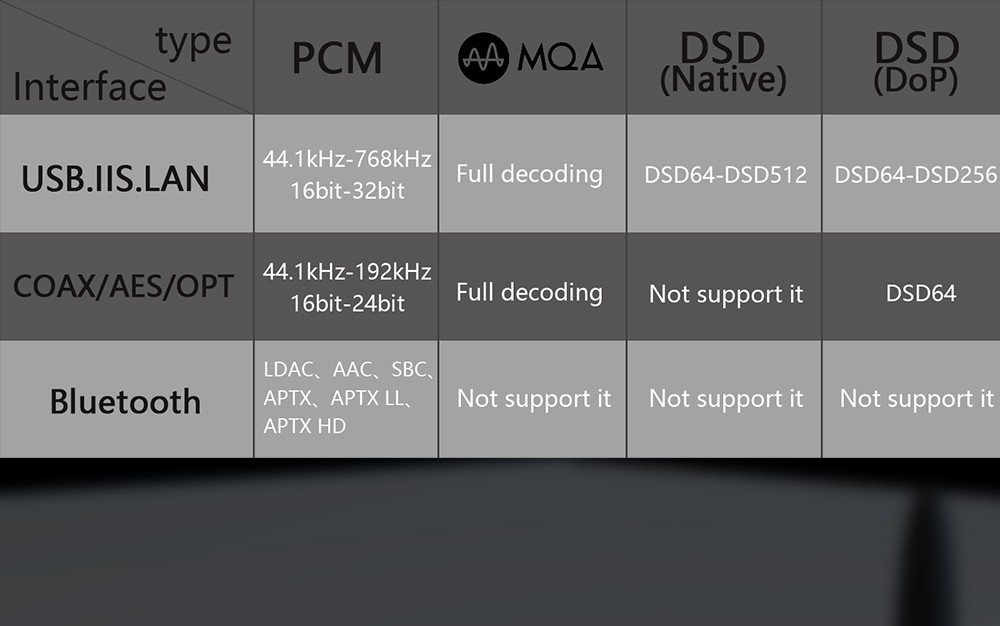 type
Interface
PCM
MQA
DSD
(Native)
DSD
(DoP)
USB.IIS.LAN
44.1kHz-768kHz
16bit-32bit
Full decoding
DSD64-DSD512
DSD64-DSD256
COAX/AES/OPT
44.1kHz-192kHz
16bit-24bit
Full decoding
Not support it
DSD64
Bluetooth
LDAC、AAC、SBC、
APTX、APTX LL、
APTX HD
Not support it
Not support it
Not support it